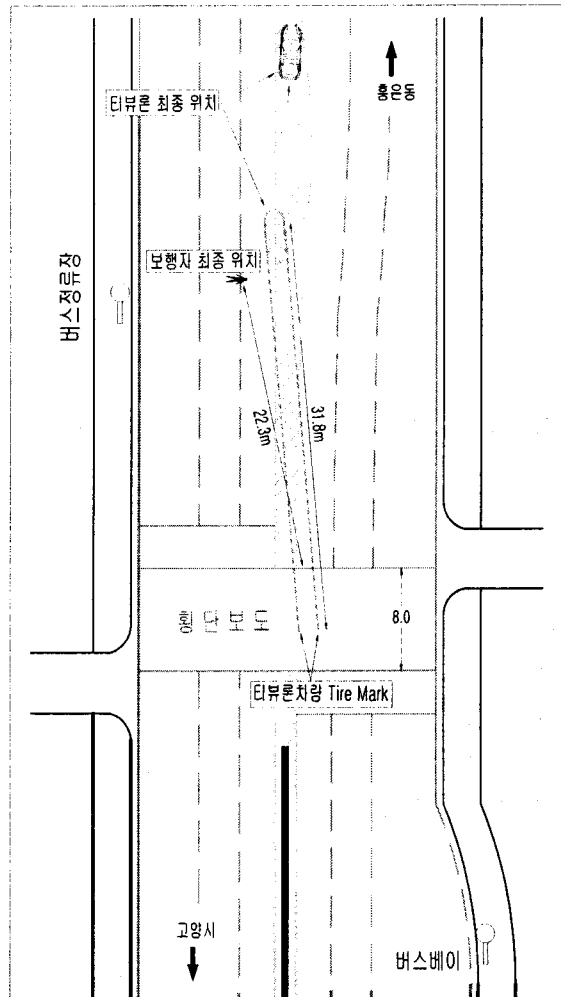 홍은동
티뷰론 최종 위치
보행자 최종 위치
버스정류장
31.8m
22.3m
횡단보도
8.0
티뷰론차량 Tire Mark
고양시
버스베이